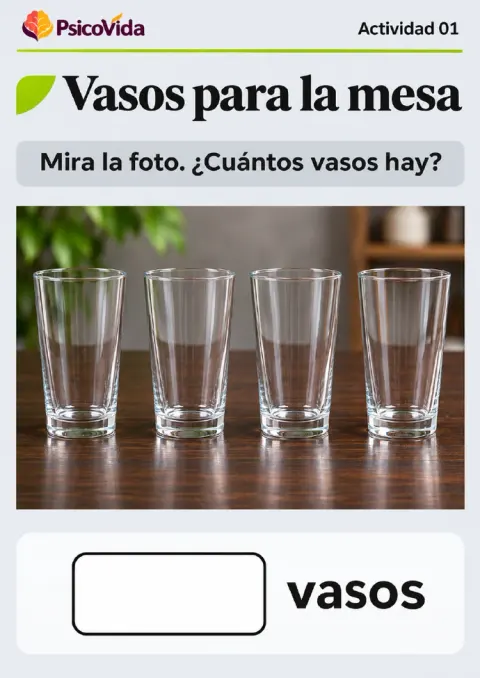 PsicoVida
Actividad 01
Vasos para la mesa
Mira la foto. ¿Cuántos vasos hay?
vasos